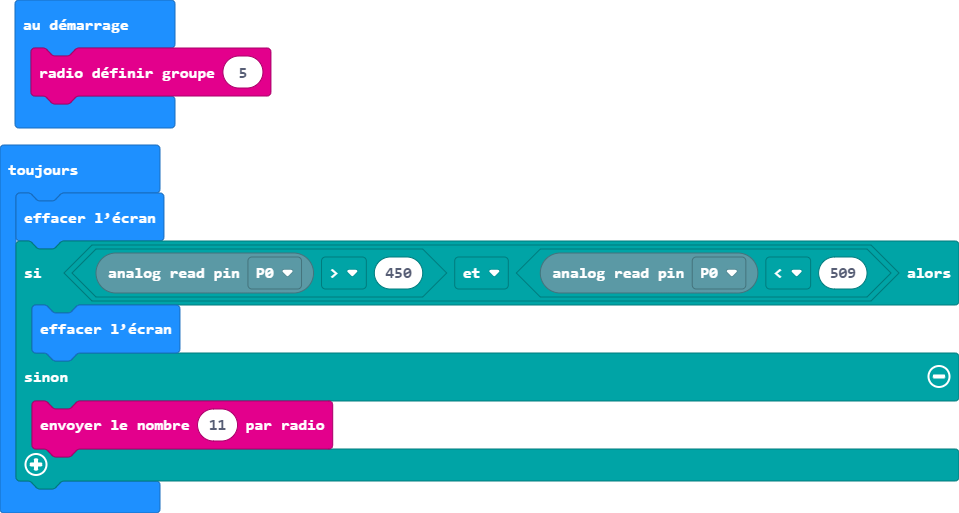 au démarrage
radio définir groupe 5
toujours
effacer l’écran
si analog read pin P0 > 450 et analog read pin P0 < 509 alors
effacer l’écran
sinon
envoyer le nombre 11 par radio